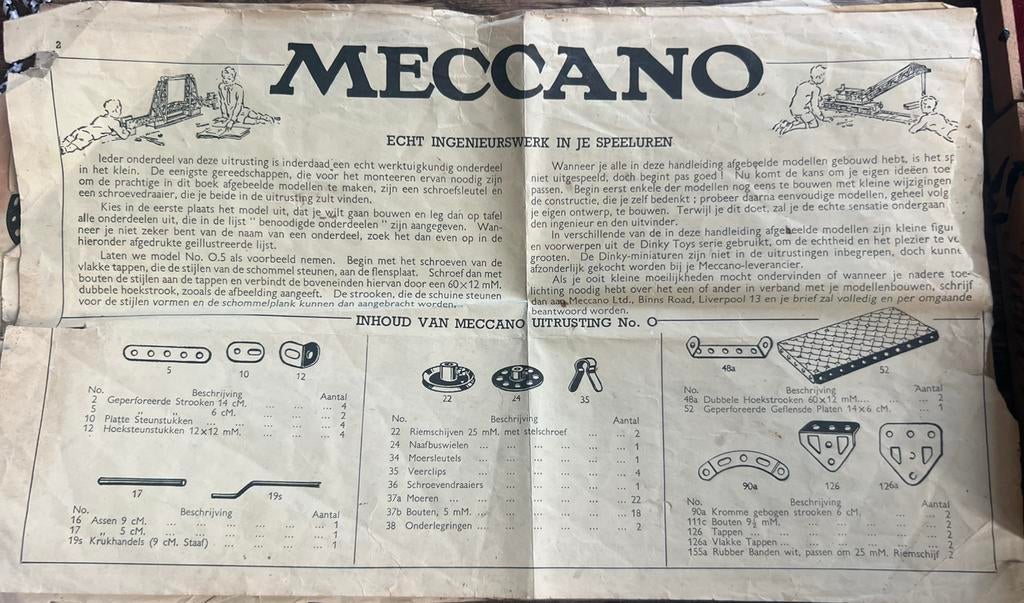 2
MECCANO
ECHT INGENIEURSWERK IN JE SPEELUREN
Ieder onderdeel van deze uitrusting is inderdaad een echt werktuigkundig onderdeel
in het klein. De eenigste gereedschappen, die voor het monteeren ervan noodig zijn
om de prachtige in dit boek afgebeelde modellen te maken, zijn een schroefsleutel en
een schroevedraaier, die je beide in de uitrusting zult vinden.
Kies in de eerste plaats het model uit, dat je wilt gaan bouwen en leg dan op tafel
alle onderdeelen uit, die in de lijst " benoodigde onderdeelen " zijn aangegeven. Wan-
neer je niet zeker bent van de naam van een onderdeel, zoek het dan even op in de
hieronder afgedrukte geïllustreerde lijst.
Laten we model No. O.5 als voorbeeld nemen. Begin met het schroeven van de
vlakke tappen, die de stijlen van de schommel steunen, aan de flensplaat. Schroef dan met
bouten de stijlen aan de tappen en verbindt de boveneinden hiervan door een 60×12 mM.
dubbele hoekstrook, zooals de afbeelding aangeeft. De strooken, die de schuine steunen
voor de stijlen vormen en de schommelplank kunnen dan aangebracht worden.
Wanneer je alle in deze handleiding afgebeelde modellen gebouwd hebt, is het sp
niet uitgespeeld, doch begint pas goed ! Nu komt de kans om je eigen ideëen toe
passen. Begin eerst enkele der modellen nog eens te bouwen met kleine wijzigingen
de constructie, die je zelf bedenkt ; probeer daarna eenvoudige modellen, geheel volg
je eigen ontwerp, te bouwen. Terwijl je dit doet, zal je de echte sensatie ondergaan
den ingenieur en den uitvinder.
In verschillende van de in deze handleiding afgebeelde modellen zijn kleine figu
en voorwerpen uit de Dinky Toys serie gebruikt, om de echtheid en het plezier te ve
grooten. De Dinky-miniaturen zijn niet in de uitrustingen inbegrepen, doch kunne
afzonderlijk gekocht worden bij je Meccano-leverancier.
Als je ooit kleine moeilijkheden mocht ondervinden of wanneer je nadere toe-
lichting noodig hebt over het een of ander in verband met je modellenbouwen, schrijf
dan aan Meccano Ltd., Binns Road, Liverpool 13 en je brief zal volledig en per omgaande
beantwoord worden.
INHOUD VAN MECCANO UITRUSTING No. O
5 10 12
No. Beschrijving Aantal
2 Geperforeerde Strooken 14 cM. ... ... ... 4
5 ,, ,, 6 cM. ... ... ... 2
10 Platte Steunstukken ... ... ... ... ... 4
12 Hoeksteunstukken 12×12 mM. ... ... ... 4
17 19s
No. Beschrijving Aantal
16 Assen 9 cM. ... ... ... ... ... ... 1
17 ,, 5 cM. ... ... ... ... ... ... 1
19s Krukhandels (9 cM. Staaf) ... ... ... ... 1
22 24 35
No. Beschrijving Aantal
22 Riemschijven 25 mM. met stelschroef ... ... 2
24 Naafbuswielen ... ... ... ... ... 1
34 Moersleutels ... ... ... ... ... 1
35 Veerclips ... ... ... ... ... 4
36 Schroevendraaiers ... ... ... ... 1
37a Moeren ... ... ... ... ... 22
37b Bouten, 5 mM. ... ... ... ... ... 18
38 Onderlegringen ... ... ... ... ... 2
48a 52
No. Beschrijving Aantal
48a Dubbele Hoekstrooken 60×12 mM.... ... ... 2
52 Geperforeerde Geflensde Platen 14×6 cM. ... 1
90a 126 126a
No. Beschrijving Aantal
90a Kromme gebogen strooken 6 cM. ... ... 2
111c Bouten 9½ mM. ... ... ... ... ... 2
126 Tappen ... ... ... ... ... ... 2
126a Vlakke Tappen ... ... ... ... ... 2
155a Rubber Banden wit, passen om 25 mM. Riemschijf 2